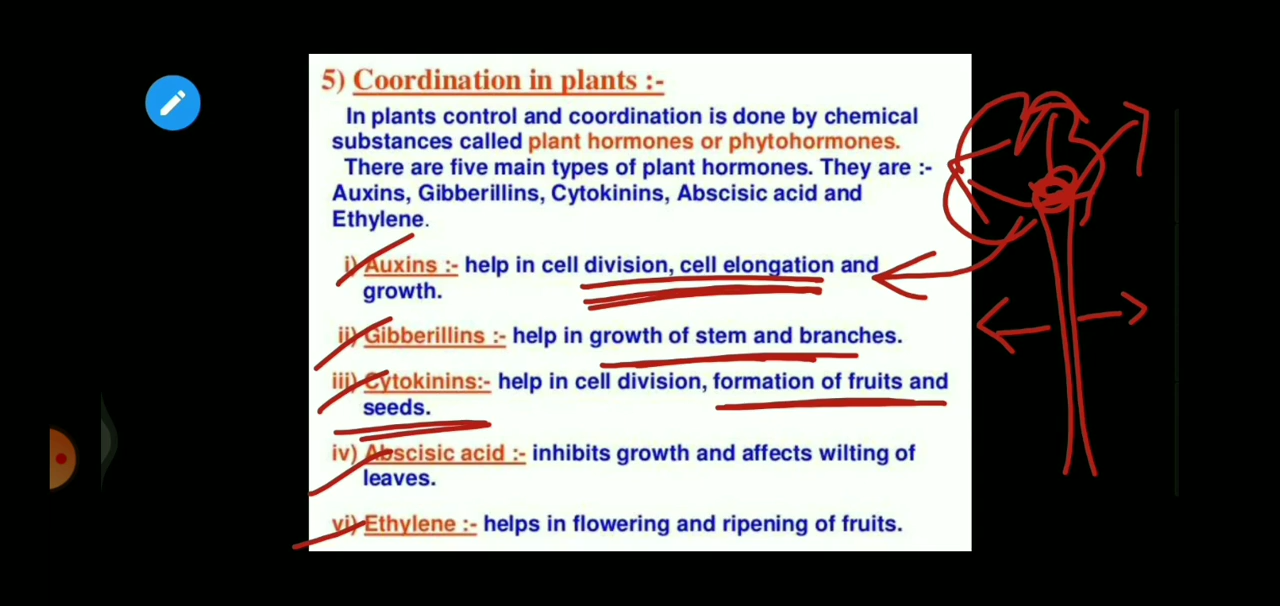 5) Coordination in plants :-
In plants control and coordination is done by chemical
substances called plant hormones or phytohormones.
There are five main types of plant hormones. They are :-
Auxins, Gibberillins, Cytokinins, Abscisic acid and
Ethylene.
i) Auxins :- help in cell division, cell elongation and
growth.
ii) Gibberillins :- help in growth of stem and branches.
iii) Cytokinins:- help in cell division, formation of fruits and
seeds.
iv) Abscisic acid :- inhibits growth and affects wilting of
leaves.
vi) Ethylene :- helps in flowering and ripening of fruits.